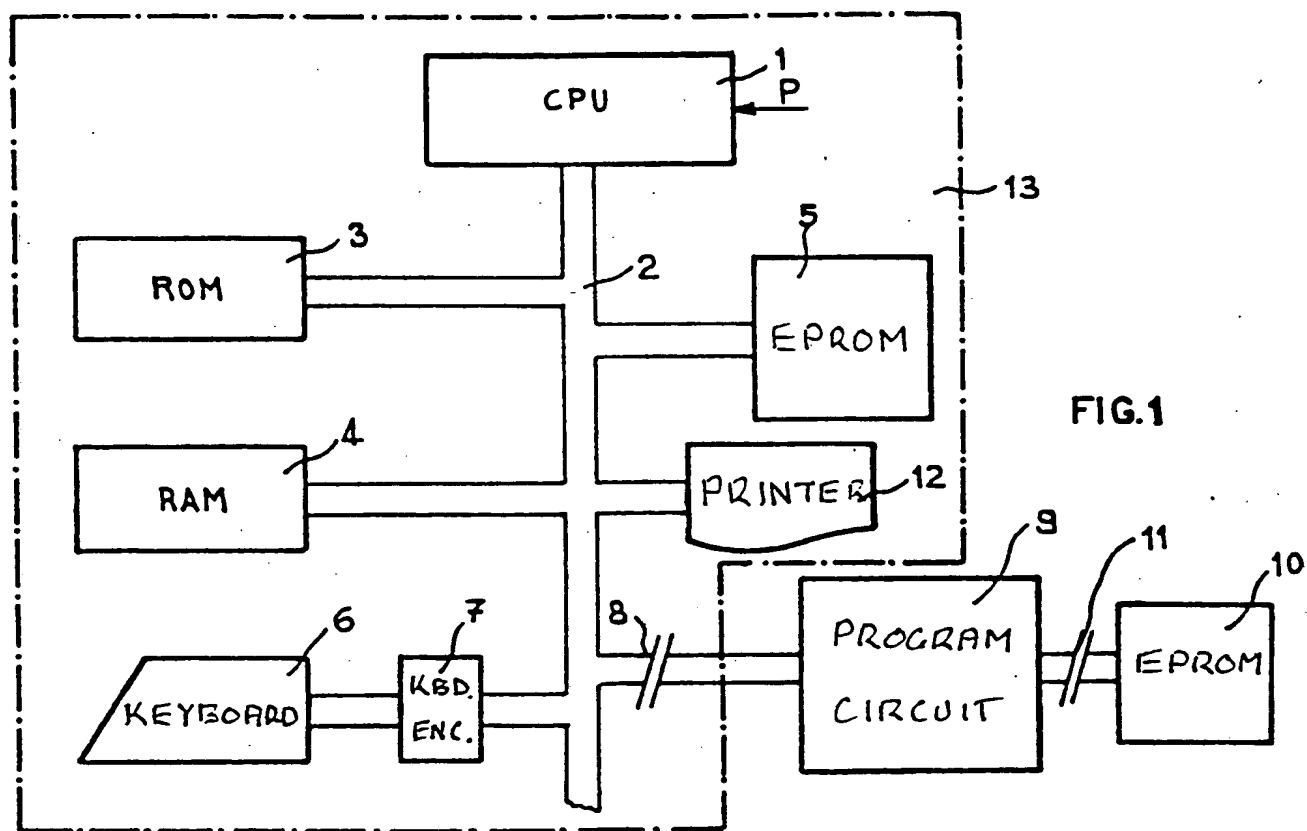 1
CPU
P
13
3
5
ROM
2
EPROM
FIG.1
4
RAM
PRINTER
12
9
11
10
6
7
8
PROGRAM
CIRCUIT
EPROM
KEYBOARD
KBD.
ENC.